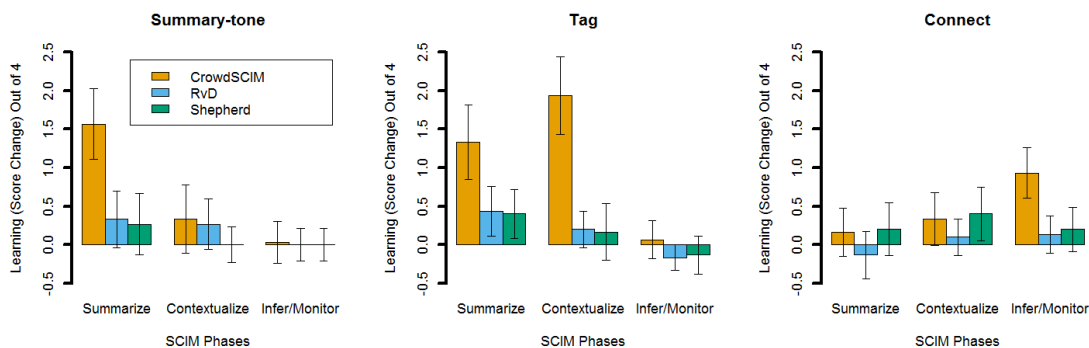 Summary-tone
Learning (Score Change) Out of 4
2.5
2.0
1.5
1.0
0.5
0.0
-0.5
CrowdSCIM
RvD
Shepherd
Summarize Contextualize Infer/Monitor
SCIM Phases
Tag
Learning (Score Change) Out of 4
2.5
2.0
1.5
1.0
0.5
0.0
-0.5
Summarize Contextualize Infer/Monitor
SCIM Phases
Connect
Learning (Score Change) Out of 4
2.5
2.0
1.5
1.0
0.5
0.0
-0.5
Summarize Contextualize Infer/Monitor
SCIM Phases